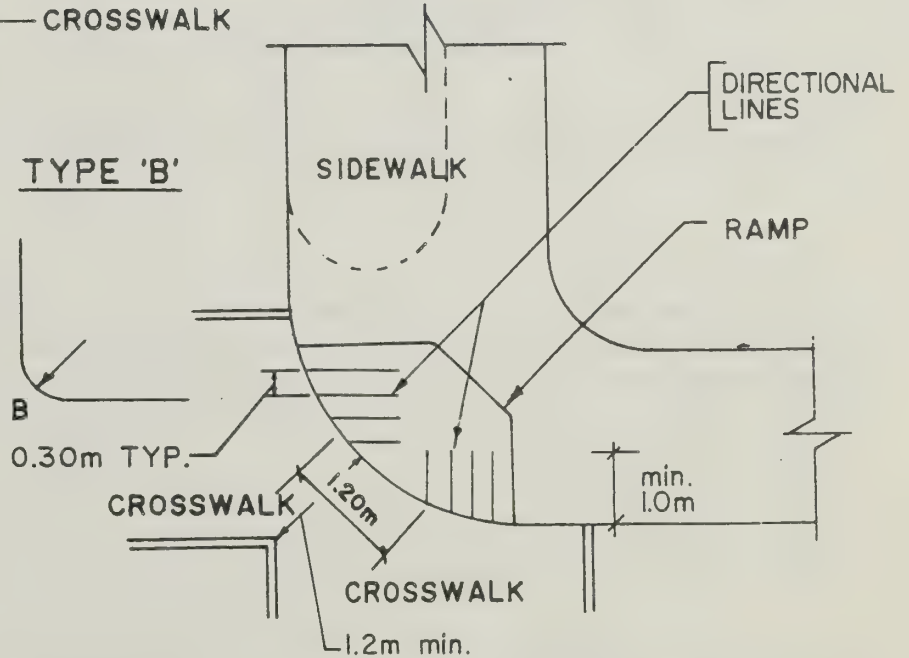 CROSSWALK
DIRECTIONAL
LINES
TYPE 'B'
SIDEWALK
RAMP
B
0.30m TYP.
min.
1.0m
1.20m
CROSSWALK
CROSSWALK
1.2m min.